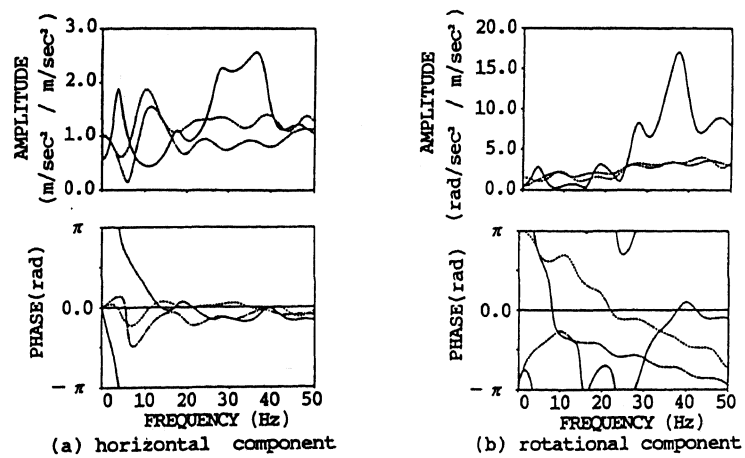 AMPLITUDE
(m/sec² / m/sec²)
3.0
2.0
1.0
0.0
PHASE(rad)
π
0.0
-π
0 10 20 30 40 50
FREQUENCY (Hz)
(a) horizontal component
AMPLITUDE
(rad/sec² / m/sec²)
20.0
15.0
10.0
5.0
0.0
PHASE(rad)
π
0.0
-π
0 10 20 30 40 50
FREQUENCY (Hz)
(b) rotational component